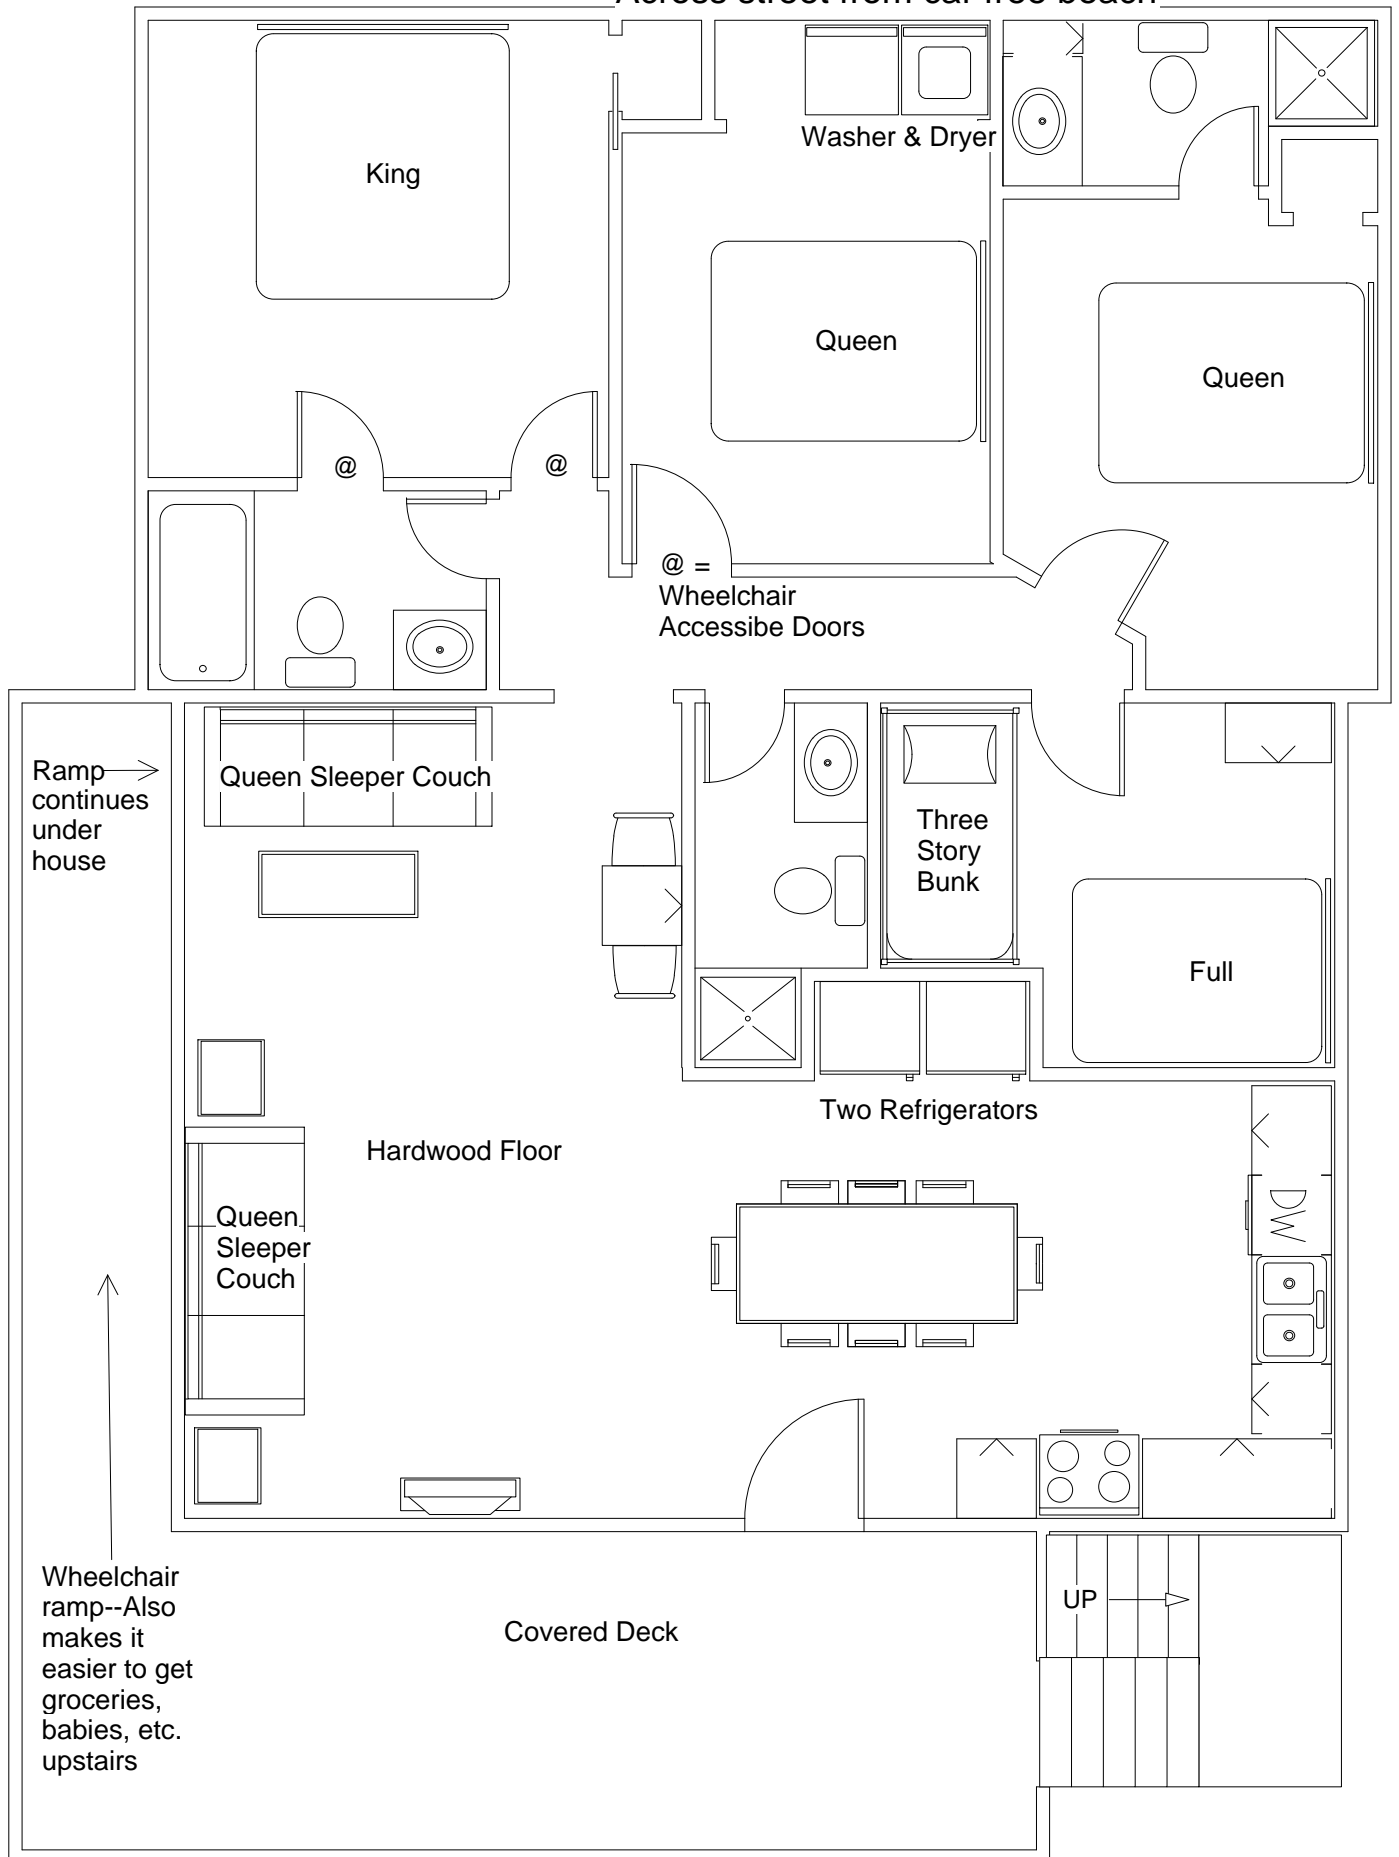 Across street from car free beach
Washer & Dryer
King
Queen
Queen
@
@
@ =
Wheelchair
Accessibe Doors
Ramp
continues
under
house
Queen Sleeper Couch
Three
Story
Bunk
Full
Two Refrigerators
Hardwood Floor
DW
Queen
Sleeper
Couch
Wheelchair
ramp--Also
makes it
easier to get
groceries,
babies, etc.
upstairs
UP
Covered Deck